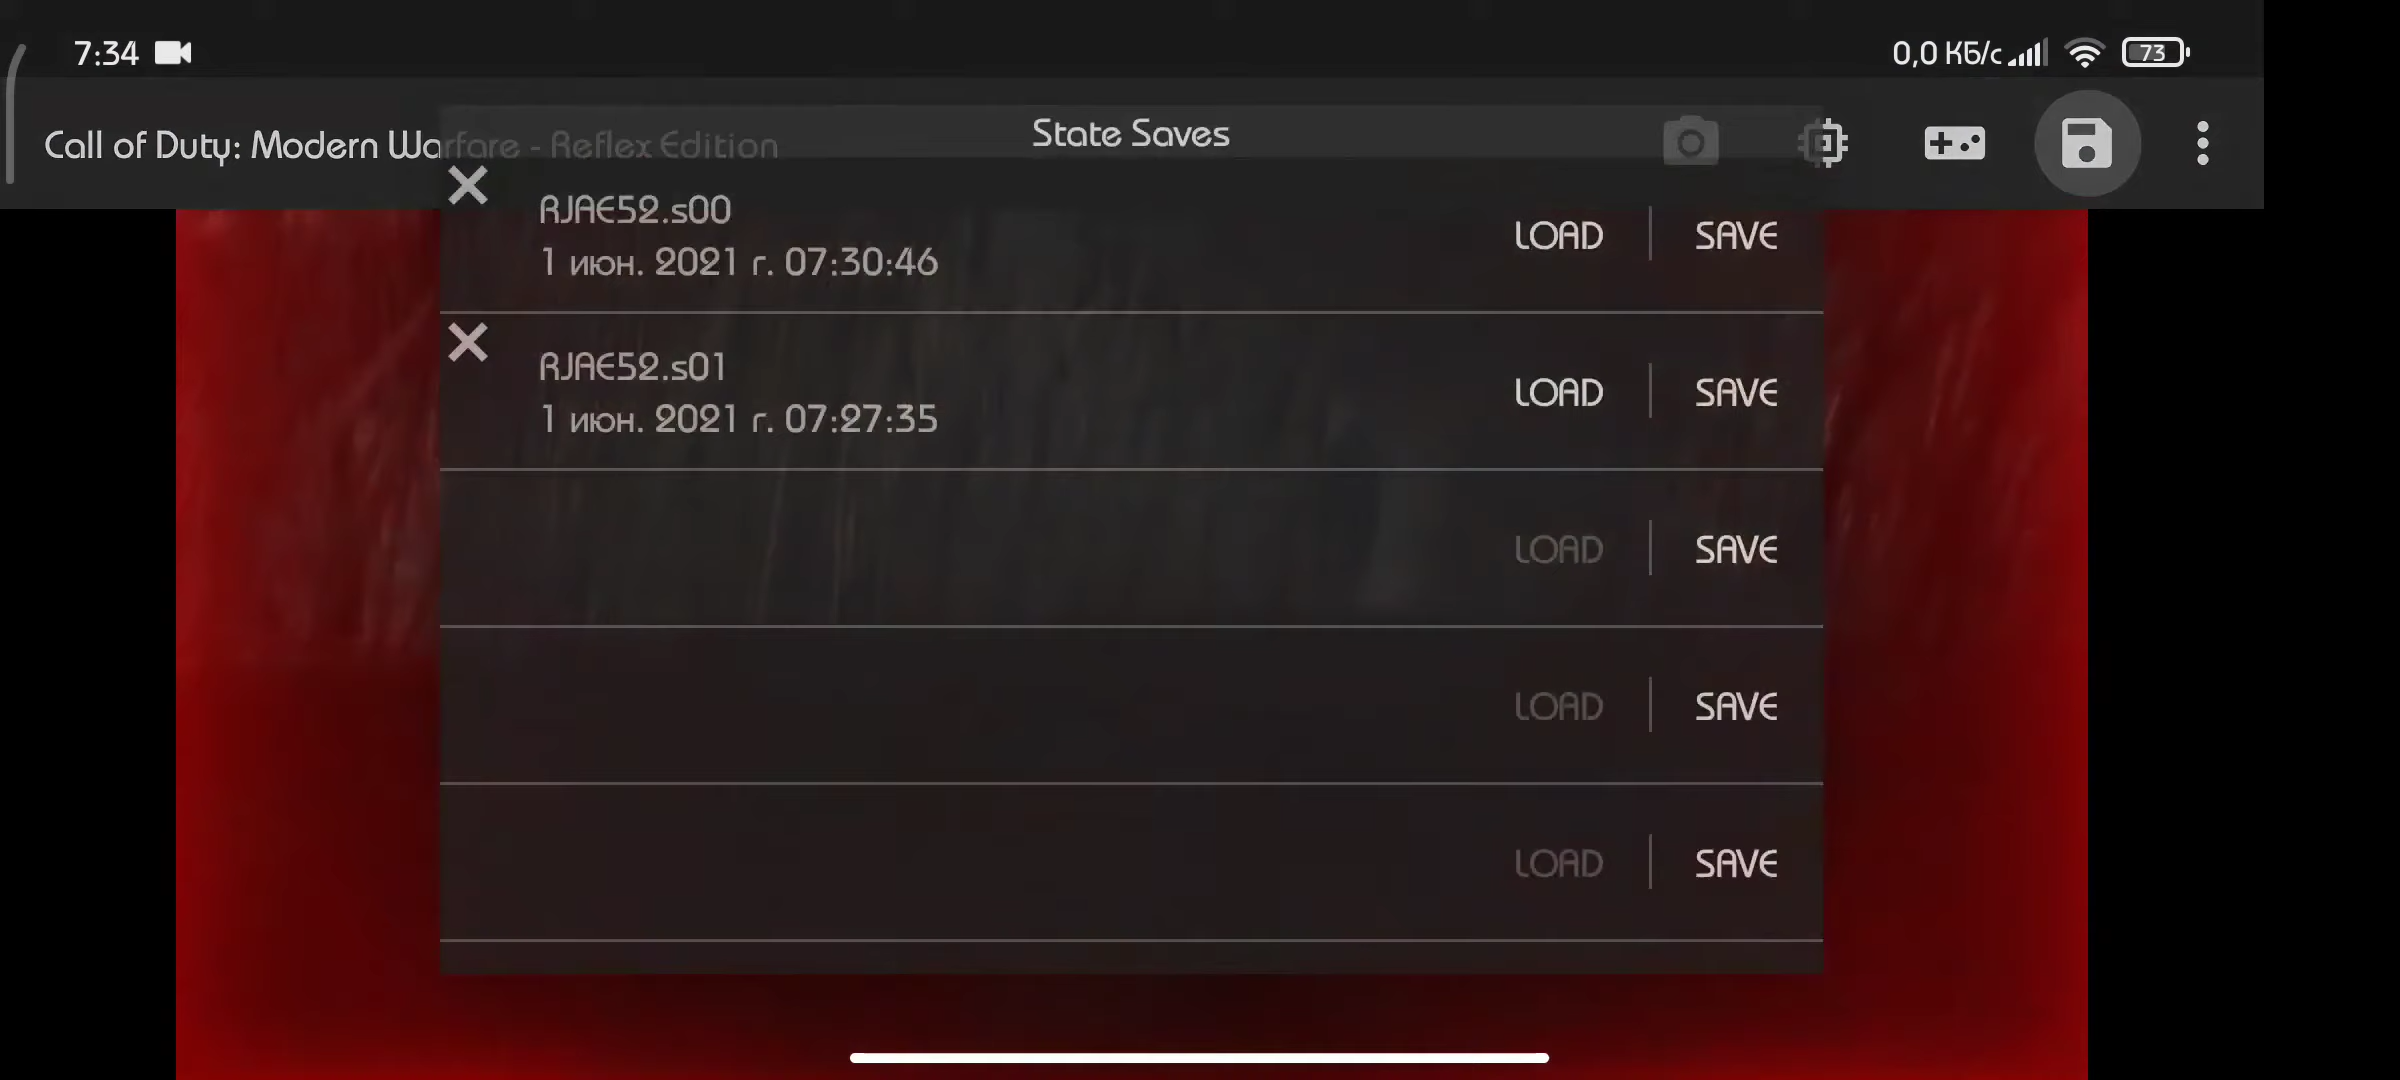 7:34
0,0 КБ/с
73
Call of Duty: Modern Warfare - Reflex Edition
State Saves
RJAE52.s00
1 июн. 2021 г. 07:30:46
LOAD
SAVE
RJAE52.s01
1 июн. 2021 г. 07:27:35
LOAD
SAVE
LOAD
SAVE
LOAD
SAVE
LOAD
SAVE